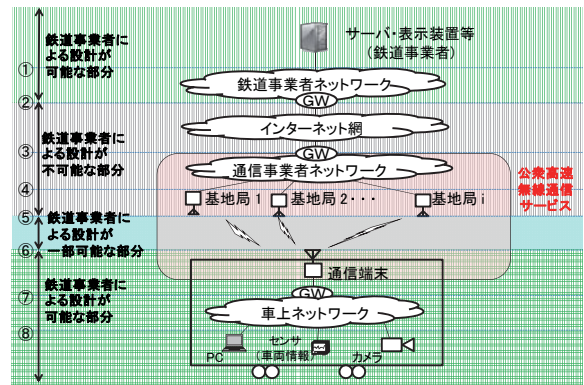 鉄道事業者に
よる設計が
可能な部分
サーバ・表示装置等
(鉄道事業者)
①
鉄道事業者ネットワーク
②
GW
インターネット網
鉄道事業者に
よる設計が
不可能な部分
③
GW
通信事業者ネットワーク
公衆高速
無線通信
サービス
④
基地局 1
基地局 2・・・
基地局 i
⑤
鉄道事業者に
よる設計が
一部可能な部分
⑥
通信端末
鉄道事業者に
よる設計が
可能な部分
⑦
GW
車上ネットワーク
⑧
PC
センサ
(車両情報)
カメラ